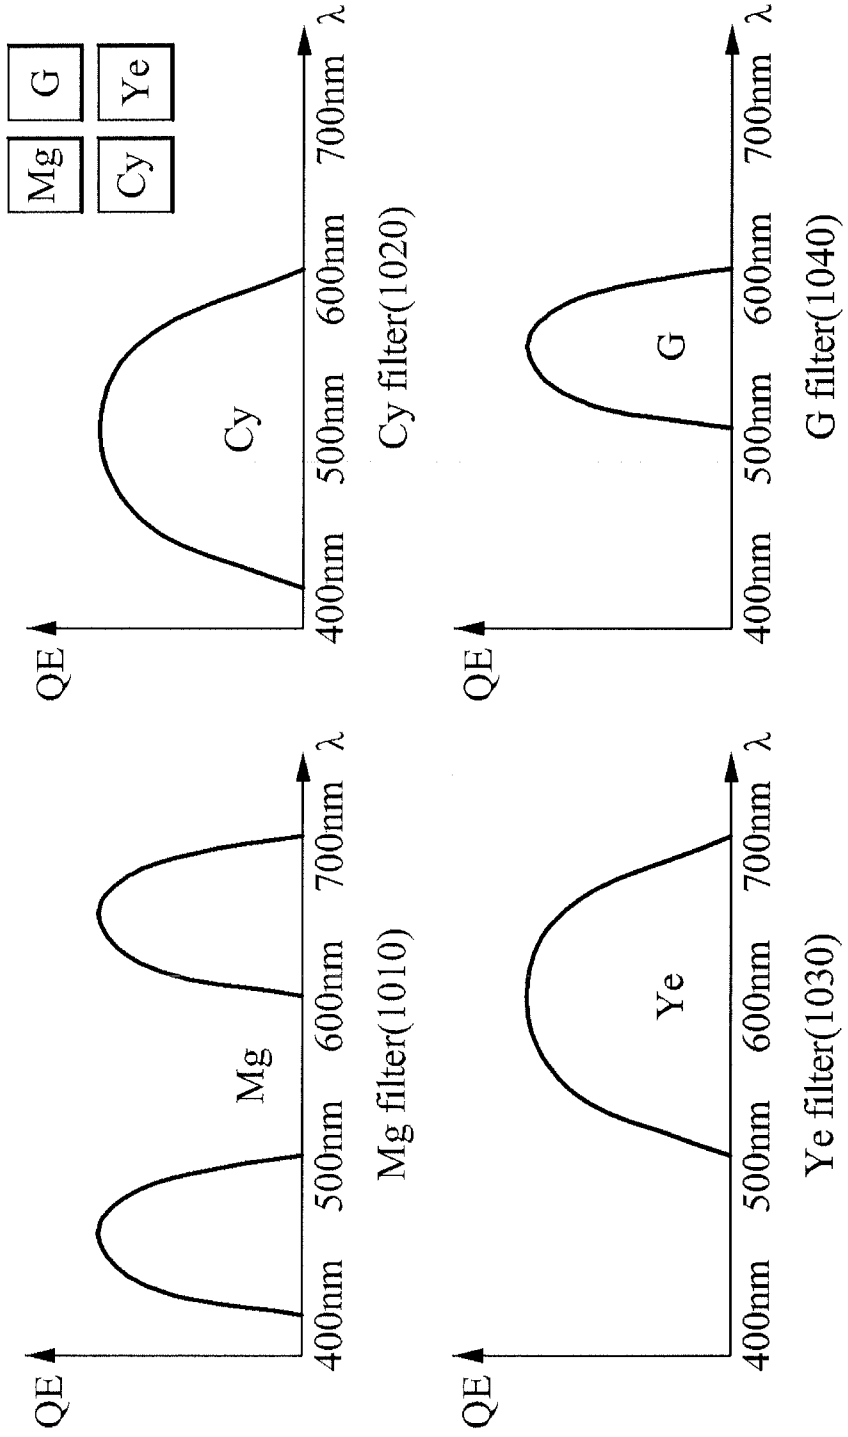 Mg G
Cy Ye
QE
Mg
400nm 500nm 600nm 700nm λ
Mg filter(1010)
QE
Cy
400nm 500nm 600nm 700nm λ
Cy filter(1020)
QE
Ye
400nm 500nm 600nm 700nm λ
Ye filter(1030)
QE
G
400nm 500nm 600nm 700nm λ
G filter(1040)